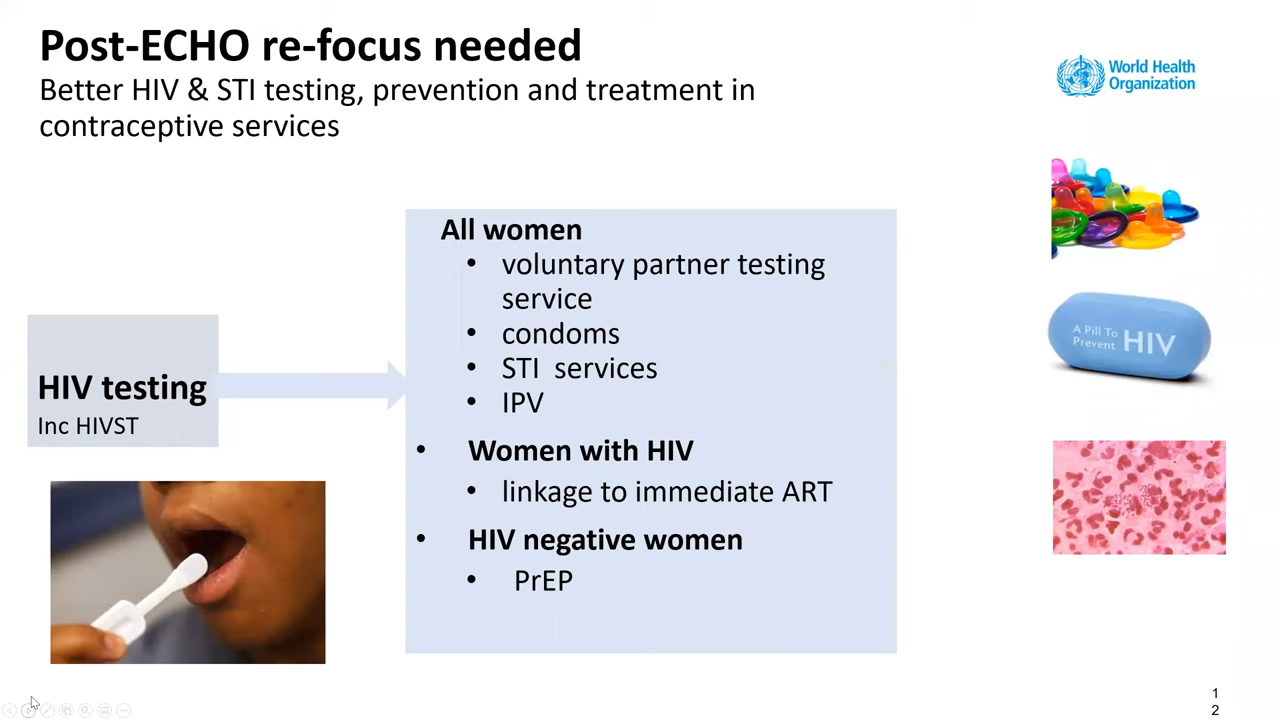 Post-ECHO re-focus needed
Better HIV & STI testing, prevention and treatment in
contraceptive services
World Health
Organization
All women
• voluntary partner testing
service
• condoms
• STI services
• IPV
• Women with HIV
• linkage to immediate ART
• HIV negative women
• PrEP
HIV testing
Inc HIVST
A Pill To
Prevent HIV
1
2